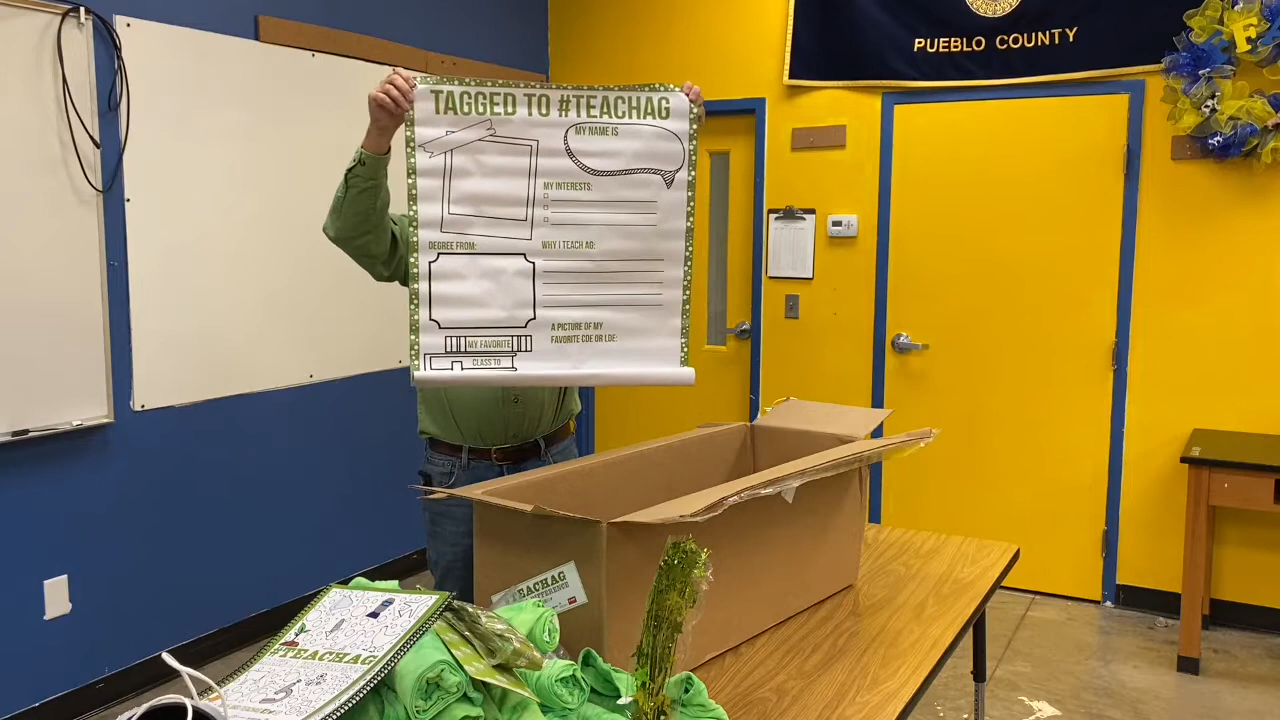 PUEBLO COUNTY
TAGGED TO #TEACHAG
MY NAME IS
MY INTERESTS:
DEGREE FROM:
WHY I TEACH AG:
A PICTURE OF MY
FAVORITE CDE OR LDE:
MY FAVORITE
CLASS TO
#TEACHAG